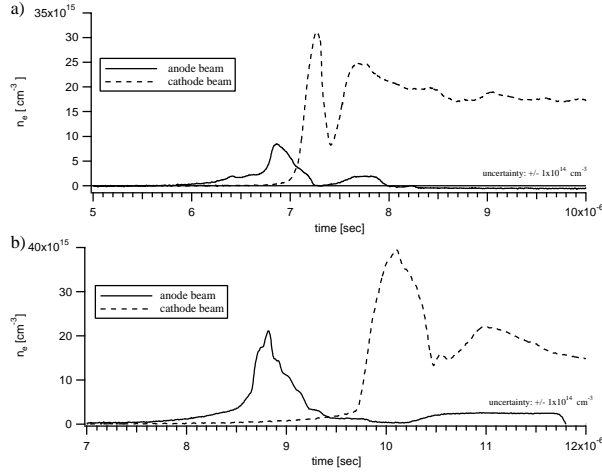 a)
35x10^15
30
25
20
15
10
5
0
n_e [cm^-3]
anode beam
cathode beam
uncertainty: +/- 1x10^14 cm^-3
5
6
7
8
9
10x10^-6
time [sec]
b)
40x10^15
30
20
10
0
n_e [cm^-3]
anode beam
cathode beam
uncertainty: +/- 1x10^14 cm^-3
7
8
9
10
11
12x10^-6
time [sec]